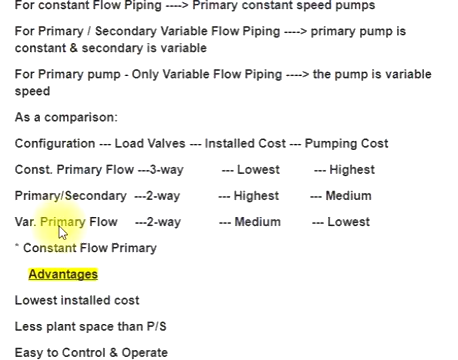 For constant Flow Piping ----> Primary constant speed pumps
For Primary / Secondary Variable Flow Piping ----> primary pump is
constant & secondary is variable
For Primary pump - Only Variable Flow Piping ----> the pump is variable
speed
As a comparison:
Configuration --- Load Valves --- Installed Cost --- Pumping Cost
Const. Primary Flow ---3-way --- Lowest --- Highest
Primary/Secondary ---2-way --- Highest --- Medium
Var. Primary Flow ---2-way --- Medium --- Lowest
* Constant Flow Primary
Advantages
Lowest installed cost
Less plant space than P/S
Easy to Control & Operate